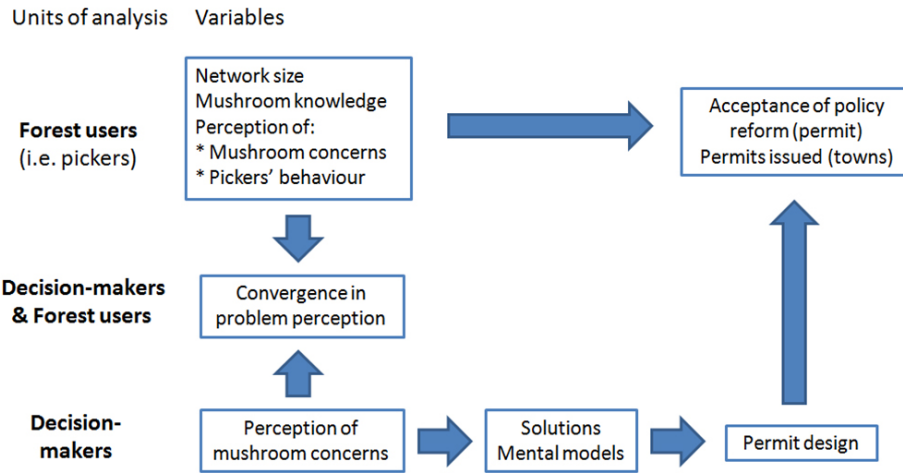 Units of analysis
Variables
Forest users
(i.e. pickers)
Network size
Mushroom knowledge
Perception of:
* Mushroom concerns
* Pickers’ behaviour
Acceptance of policy
reform (permit)
Permits issued (towns)
Decision-makers
& Forest users
Convergence in
problem perception
Decision-
makers
Perception of
mushroom concerns
Solutions
Mental models
Permit design